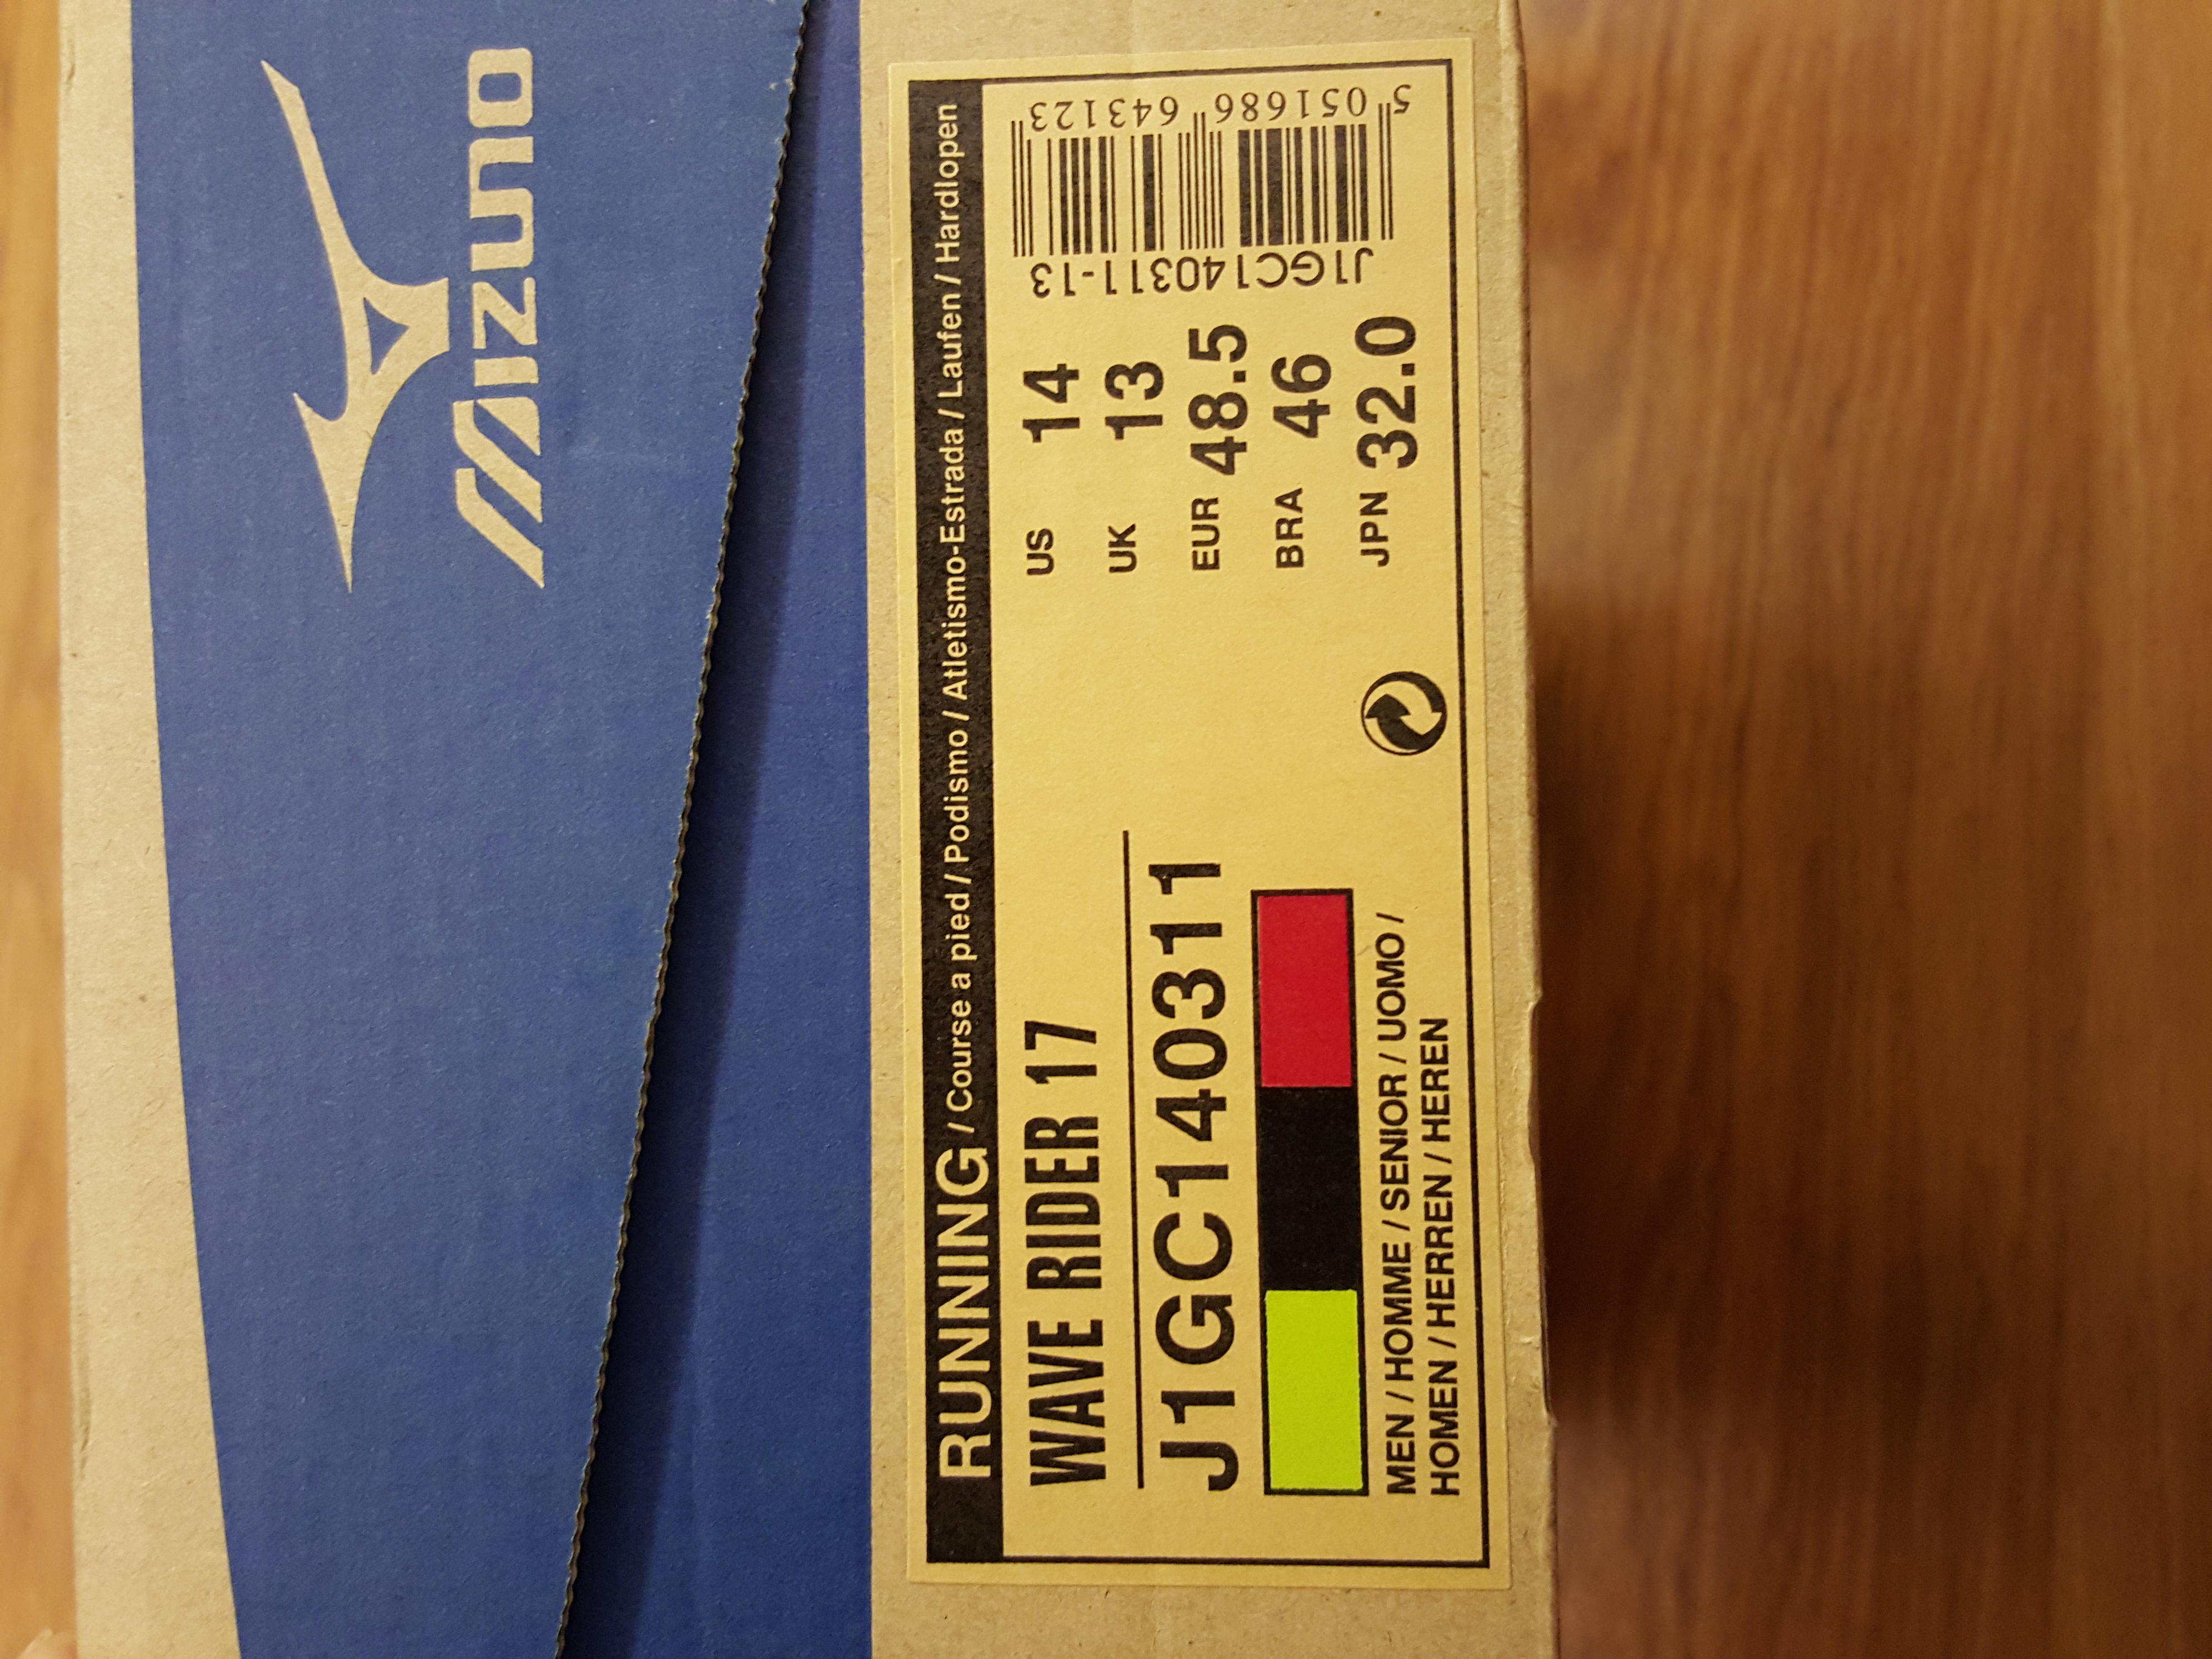 MIZUNO
RUNNING / Course a pied / Podismo / Atletismo-Estrada / Laufen / Hardlopen
WAVE RIDER 17
J1GC140311
MEN / HOMME / SENIOR / UOMO /
HOMEN / HERREN / HEREN
US 14
UK 13
EUR 48.5
BRA 46
JPN 32.0
J1GC140311-13
5 051686 643123